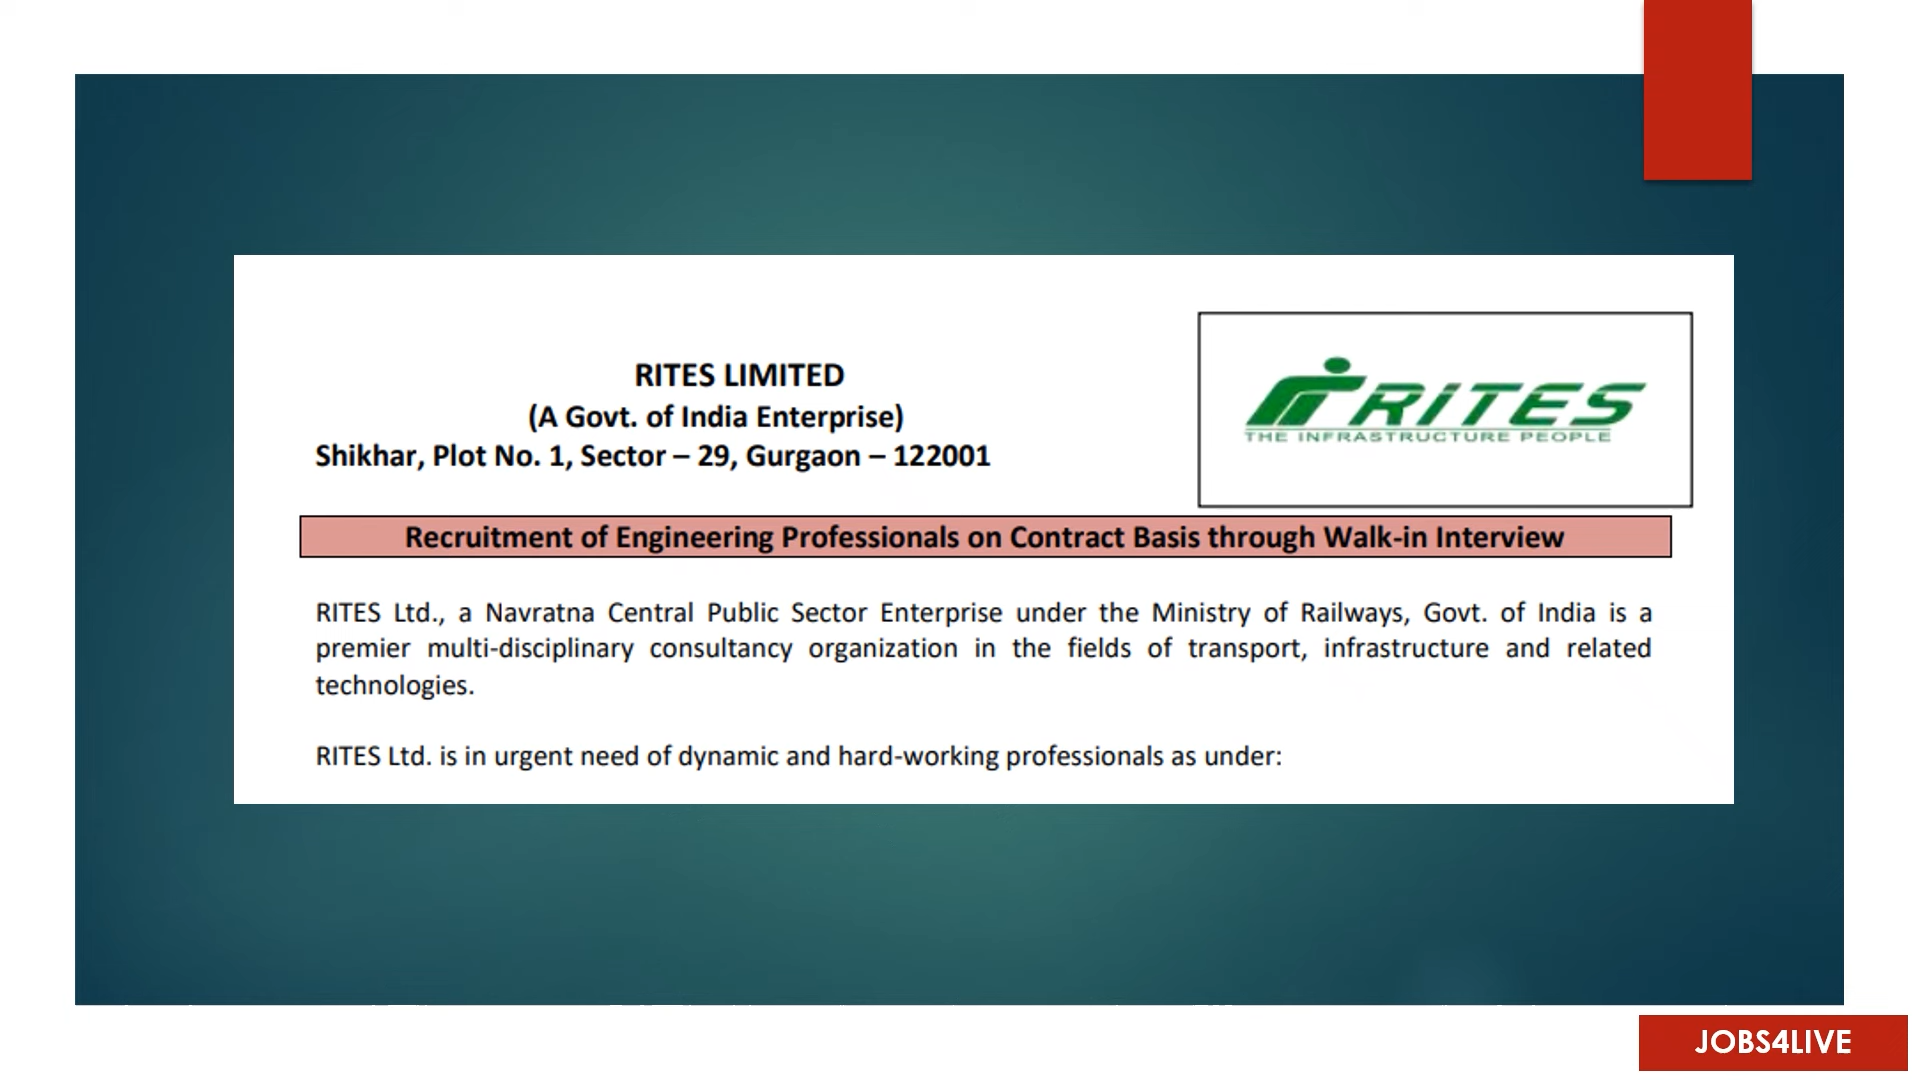 RITES LIMITED
(A Govt. of India Enterprise)
Shikhar, Plot No. 1, Sector – 29, Gurgaon – 122001
RITES
THE INFRASTRUCTURE PEOPLE
Recruitment of Engineering Professionals on Contract Basis through Walk-in Interview
RITES Ltd., a Navratna Central Public Sector Enterprise under the Ministry of Railways, Govt. of India is a
premier multi-disciplinary consultancy organization in the fields of transport, infrastructure and related
technologies.
RITES Ltd. is in urgent need of dynamic and hard-working professionals as under:
JOBS4LIVE